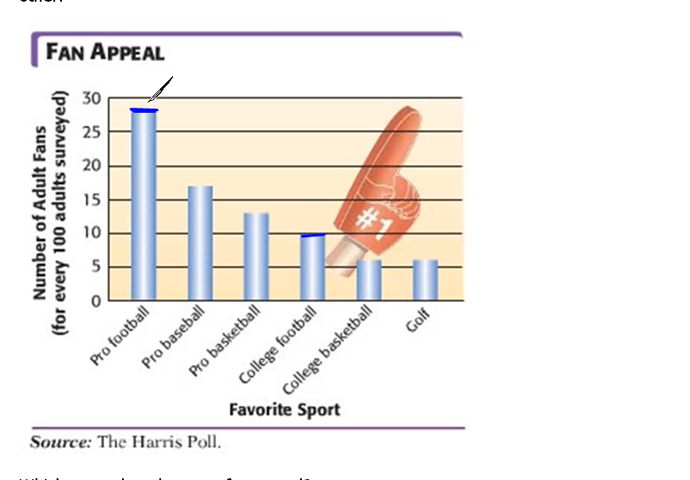 FAN APPEAL
Number of Adult Fans
(for every 100 adults surveyed)
30
25
20
15
10
5
0
#1
Pro football
Pro baseball
Pro basketball
College football
College basketball
Golf
Favorite Sport
Source: The Harris Poll.